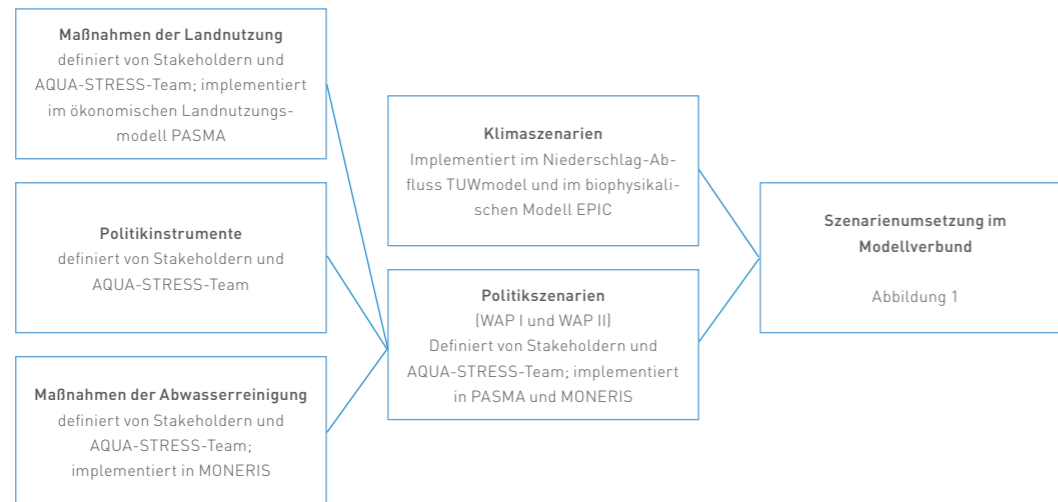 Maßnahmen der Landnutzung
definiert von Stakeholdern und
AQUA-STRESS-Team; implementiert
im ökonomischen Landnutzungs-
modell PASMA
Politikinstrumente
definiert von Stakeholdern und
AQUA-STRESS-Team
Maßnahmen der Abwasserreinigung
definiert von Stakeholdern und
AQUA-STRESS-Team;
implementiert in MONERIS
Klimaszenarien
Implementiert im Niederschlag-Ab-
fluss TUWmodel und im biophysikali-
schen Modell EPIC
Politikszenarien
(WAP I und WAP II)
Definiert von Stakeholdern und
AQUA-STRESS-Team; implementiert
in PASMA und MONERIS
Szenarienumsetzung im
Modellverbund
Abbildung 1